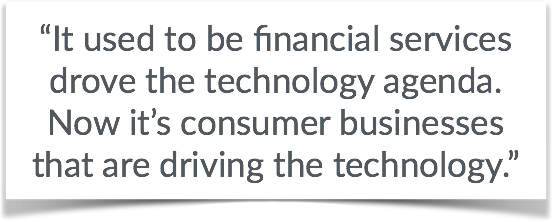 “It used to be financial services
drove the technology agenda.
Now it’s consumer businesses
that are driving the technology.”